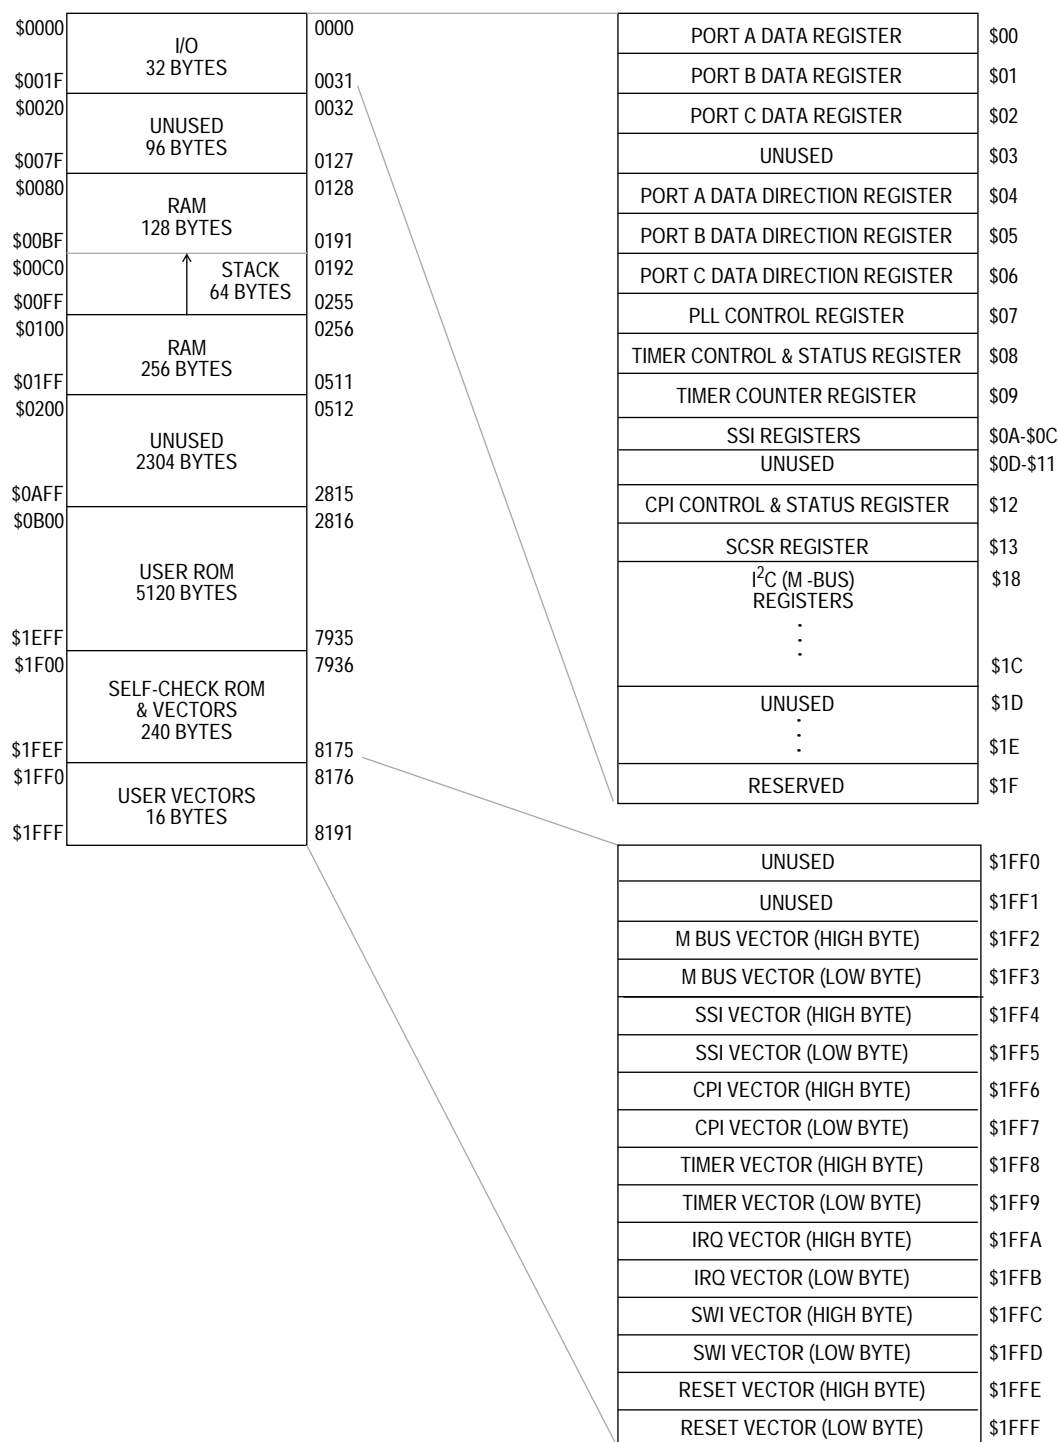 $0000 0000
I/O
32 BYTES
$001F 0031
$0020 0032
UNUSED
96 BYTES
$007F 0127
$0080 0128
RAM
128 BYTES
$00BF 0191
$00C0 STACK 0192
64 BYTES
$00FF 0255
$0100 0256
RAM
256 BYTES
$01FF 0511
$0200 0512
UNUSED
2304 BYTES
$0AFF 2815
$0B00 2816
USER ROM
5120 BYTES
$1EFF 7935
$1F00 7936
SELF-CHECK ROM
& VECTORS
240 BYTES
$1FEF 8175
$1FF0 8176
USER VECTORS
16 BYTES
$1FFF 8191
PORT A DATA REGISTER $00
PORT B DATA REGISTER $01
PORT C DATA REGISTER $02
UNUSED $03
PORT A DATA DIRECTION REGISTER $04
PORT B DATA DIRECTION REGISTER $05
PORT C DATA DIRECTION REGISTER $06
PLL CONTROL REGISTER $07
TIMER CONTROL & STATUS REGISTER $08
TIMER COUNTER REGISTER $09
SSI REGISTERS $0A-$0C
UNUSED $0D-$11
CPI CONTROL & STATUS REGISTER $12
SCSR REGISTER $13
I²C (M -BUS) $18
REGISTERS
$1C
UNUSED $1D
$1E
RESERVED $1F
UNUSED $1FF0
UNUSED $1FF1
M BUS VECTOR (HIGH BYTE) $1FF2
M BUS VECTOR (LOW BYTE) $1FF3
SSI VECTOR (HIGH BYTE) $1FF4
SSI VECTOR (LOW BYTE) $1FF5
CPI VECTOR (HIGH BYTE) $1FF6
CPI VECTOR (LOW BYTE) $1FF7
TIMER VECTOR (HIGH BYTE) $1FF8
TIMER VECTOR (LOW BYTE) $1FF9
IRQ VECTOR (HIGH BYTE) $1FFA
IRQ VECTOR (LOW BYTE) $1FFB
SWI VECTOR (HIGH BYTE) $1FFC
SWI VECTOR (LOW BYTE) $1FFD
RESET VECTOR (HIGH BYTE) $1FFE
RESET VECTOR (LOW BYTE) $1FFF